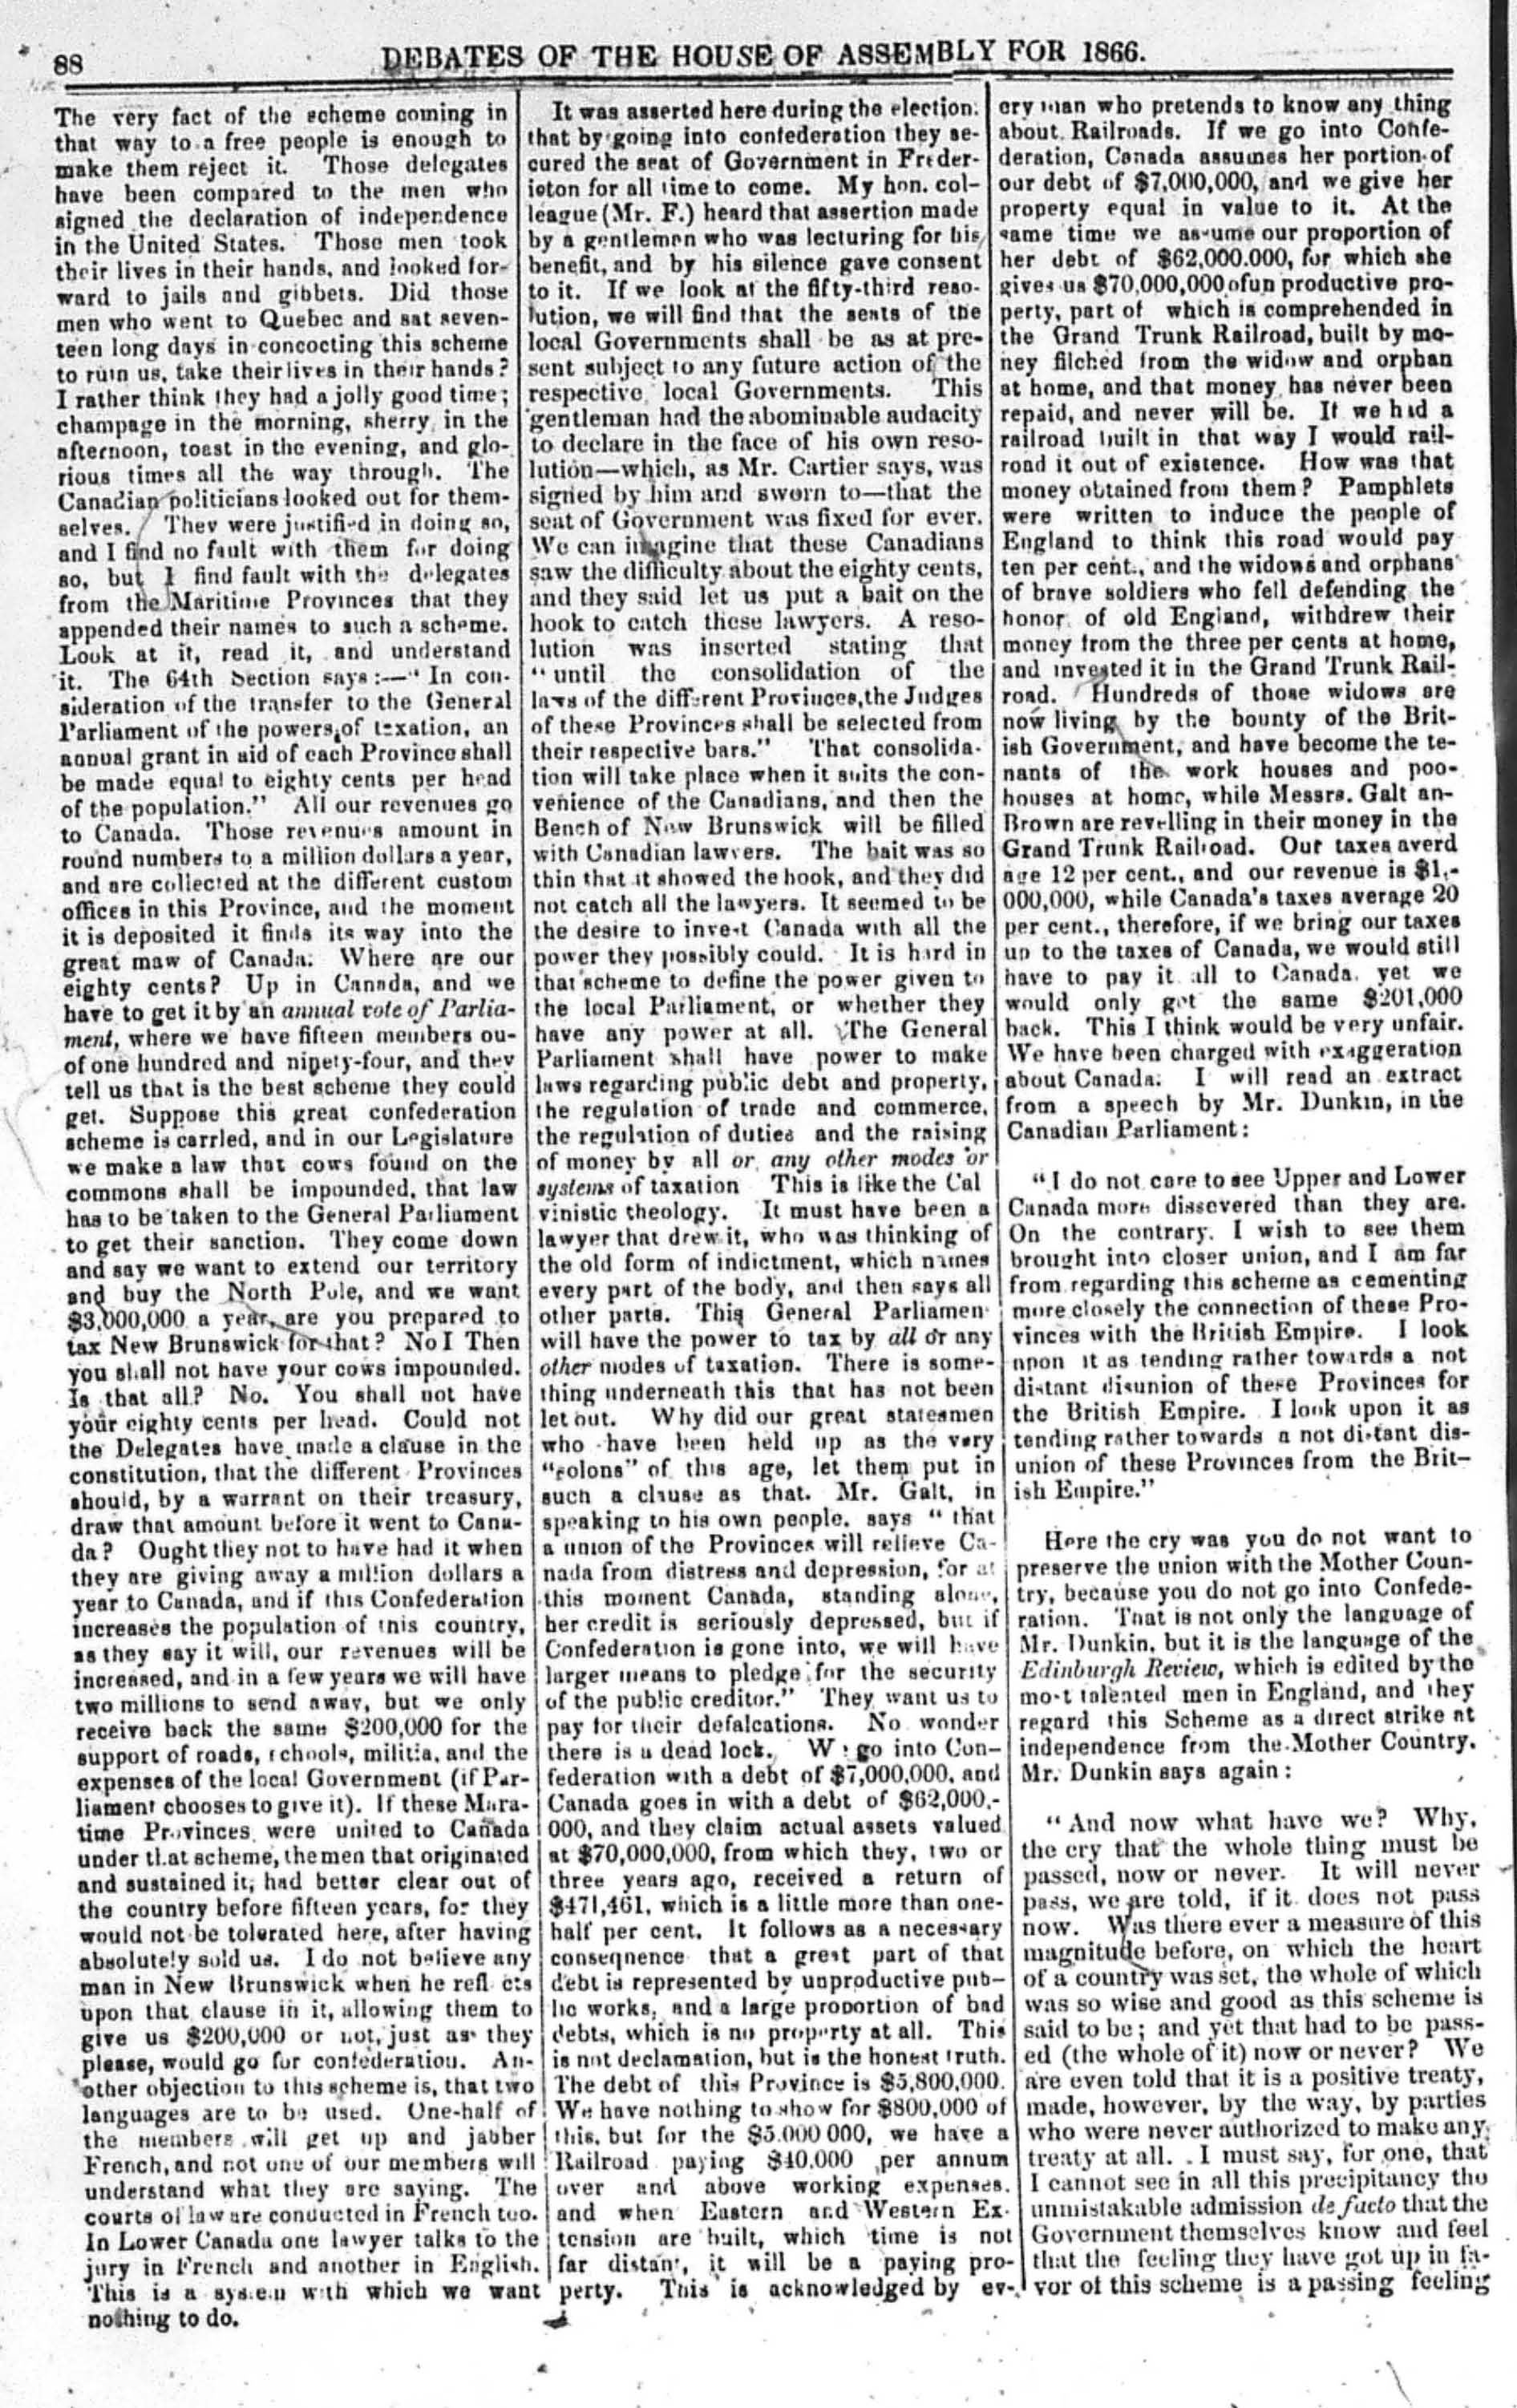 88
DEBATES OF THE HOUSE OF ASSEMBLY FOR 1866.
The very fact of the scheme coming in
that way to a free people is enough to
make them reject it. Those delegates
have been compared to the men who
signed the declaration of independence
in the United States. Those men took
their lives in their hands, and looked for-
ward to jails and gibbets. Did those
men who went to Quebec and sat seven-
teen long days in concocting this scheme
to ruin us, take their lives in their hands?
I rather think they had a jolly good time;
champage in the morning, sherry in the
afternoon, toast in the evening, and glo-
rious times all the way through. The
Canadian politicians looked out for them-
selves. They were justified in doing so,
and I find no fault with them for doing
so, but I find fault with the delegates
from the Maritime Provinces that they
appended their names to such a scheme.
Look at it, read it, and understand
it. The 64th Section says:—"In con-
sideration of the transfer to the General
Parliament of the powers of taxation, an
annual grant in aid of each Province shall
be made equal to eighty cents per head
of the population." All our revenues go
to Canada. Those revenues amount in
round numbers to a million dollars a year,
and are collected at the different custom
offices in this Province, and the moment
it is deposited it finds its way into the
great maw of Canada. Where are our
eighty cents? Up in Canada, and we
have to get it by an annual vote of Parlia-
ment, where we have fifteen members ou-
of one hundred and ninety-four, and they
tell us that is the best scheme they could
get. Suppose this great confederation
scheme is carried, and in our Legislature
we make a law that cows found on the
commons shall be impounded, that law
has to be taken to the General Parliament
to get their sanction. They come down
and say we want to extend our territory
and buy the North Pole, and we want
$3,000,000 a year, are you prepared to
tax New Brunswick for that? No! Then
you shall not have your cows impounded.
Is that all? No. You shall not have
your eighty cents per head. Could not
the Delegates have made a clause in the
constitution, that the different Provinces
should, by a warrant on their treasury,
draw that amount before it went to Cana-
da? Ought they not to have had it when
they are giving away a million dollars a
year to Canada, and if this Confederation
increases the population of this country,
as they say it will, our revenues will be
increased, and in a few years we will have
two millions to send away, but we only
receive back the same $200,000 for the
support of roads, schools, militia, and the
expenses of the local Government (if Par-
liament chooses to give it). If these Mara-
time Provinces were united to Canada
under that scheme, the men that originated
and sustained it, had better clear out of
the country before fifteen years, for they
would not be tolerated here, after having
absolutely sold us. I do not believe any
man in New Brunswick when he reflects
upon that clause in it, allowing them to
give us $200,000 or not, just as they
please, would go for confederation. An-
other objection to this scheme is, that two
languages are to be used. One-half of
the members will get up and jabber
French, and not one of our members will
understand what they are saying. The
courts of law are conducted in French too.
In Lower Canada one lawyer talks to the
jury in French and another in English.
This is a system with which we want
nothing to do.
It was asserted here during the election.
that by going into confederation they se-
cured the seat of Government in Freder-
icton for all time to come. My hon. col-
league (Mr. F.) heard that assertion made
by a gentlemen who was lecturing for his
benefit, and by his silence gave consent
to it. If we look at the fifty-third reso-
lution, we will find that the seats of the
local Governments shall be as at pre-
sent subject to any future action of the
respective local Governments. This
gentleman had the abominable audacity
to declare in the face of his own reso-
lution—which, as Mr. Cartier says, was
signed by him and sworn to—that the
seat of Government was fixed for ever.
We can imagine that these Canadians
saw the difficulty about the eighty cents,
and they said let us put a bait on the
hook to catch these lawyers. A reso-
lution was inserted stating that
"until the consolidation of the
laws of the different Provinces, the Judges
of these Provinces shall be selected from
their respective bars." That consolida-
tion will take place when it suits the con-
venience of the Canadians, and then the
Bench of New Brunswick will be filled
with Canadian lawyers. The bait was so
thin that it showed the hook, and they did
not catch all the lawyers. It seemed to be
the desire to invest Canada with all the
power they possibly could. It is hard in
that scheme to define the power given to
the local Parliament, or whether they
have any power at all. The General
Parliament shall have power to make
laws regarding public debt and property,
the regulation of trade and commerce,
the regulation of duties and the raising
of money by all or any other modes or
systems of taxation This is like the Cal
vinistic theology. It must have been a
lawyer that drew it, who was thinking of
the old form of indictment, which names
every part of the body, and then says all
other parts. This General Parliamen
will have the power to tax by all or any
other modes of taxation. There is some-
thing underneath this that has not been
let out. Why did our great statesmen
who have been held up as the very
"colons" of this age, let them put in
such a clause as that. Mr. Galt, in
speaking to his own people, says "that
a union of the Provinces will relieve Ca-
nada from distress and depression, for at
this moment Canada, standing alone,
her credit is seriously depressed, but if
Confederation is gone into, we will have
larger means to pledge for the security
of the public creditor." They want us to
pay for their defalcations. No wonder
there is a dead lock. We go into Con-
federation with a debt of $7,000,000, and
Canada goes in with a debt of $62,000,-
000, and they claim actual assets valued
at $70,000,000, from which they, two or
three years ago, received a return of
$471,461, which is a little more than one-
half per cent. It follows as a necessary
consequence that a great part of that
debt is represented by unproductive pub-
lic works, and a large proportion of bad
debts, which is no property at all. This
is not declamation, but is the honest truth.
The debt of this Province is $5,800,000.
We have nothing to show for $800,000 of
this, but for the $5,000 000, we have a
Railroad paying $40,000 per annum
over and above working expenses,
and when Eastern and Western Ex-
tension are built, which time is not
far distant, it will be a paying pro-
perty. This is acknowledged by ev-
ery man who pretends to know any thing
about Railroads. If we go into Confe-
deration, Canada assumes her portion of
our debt of $7,000,000, and we give her
property equal in value to it. At the
same time we assume our proportion of
her debt of $62,000.000, for which she
gives us $70,000,000 ofun productive pro-
perty, part of which is comprehended in
the Grand Trunk Railroad, built by mo-
ney filched from the widow and orphan
at home, and that money has never been
repaid, and never will be. If we had a
railroad built in that way I would rail-
road it out of existence. How was that
money obtained from them? Pamphlets
were written to induce the people of
England to think this road would pay
ten per cent., and the widows and orphans
of brave soldiers who fell defending the
honor of old England, withdrew their
money from the three per cents at home,
and invested it in the Grand Trunk Rail-
road. Hundreds of those widows are
now living by the bounty of the Brit-
ish Government, and have become the te-
nants of the work houses and poo-
houses at home, while Messrs. Galt an-
Brown are revelling in their money in the
Grand Trunk Railroad. Our taxes averd
age 12 per cent., and our revenue is $1,-
000,000, while Canada's taxes average 20
per cent., therefore, if we bring our taxes
up to the taxes of Canada, we would still
have to pay it all to Canada, yet we
would only get the same $201,000
back. This I think would be very unfair.
We have been charged with exaggeration
about Canada. I will read an extract
from a speech by Mr. Dunkin, in the
Canadian Parliament:
"I do not care to see Upper and Lower
Canada more dissevered than they are.
On the contrary, I wish to see them
brought into closer union, and I am far
from regarding this scheme as cementing
more closely the connection of these Pro-
vinces with the British Empire. I look
upon it as tending rather towards a not
distant disunion of these Provinces for
the British Empire. I look upon it as
tending rather towards a not distant dis-
union of these Provinces from the Brit-
ish Empire."
Here the cry was you do not want to
preserve the union with the Mother Coun-
try, because you do not go into Confede-
ration. That is not only the language of
Mr. Dunkin, but it is the language of the
Edinburgh Review, which is edited by the
most talented men in England, and they
regard this Scheme as a direct strike at
independence from the Mother Country.
Mr. Dunkin says again:
"And now what have we? Why,
the cry that the whole thing must be
passed, now or never. It will never
pass, we are told, if it does not pass
now. Was there ever a measure of this
magnitude before, on which the heart
of a country was set, the whole of which
was so wise and good as this scheme is
said to be; and yet that had to be pass-
ed (the whole of it) now or never? We
are even told that it is a positive treaty,
made, however, by the way, by parties
who were never authorized to make any
treaty at all. I must say, for one, that
I cannot see in all this precipitancy the
unmistakable admission de facto that the
Government themselves know and feel
that the feeling they have got up in fa-
vor of this scheme is a passing feeling